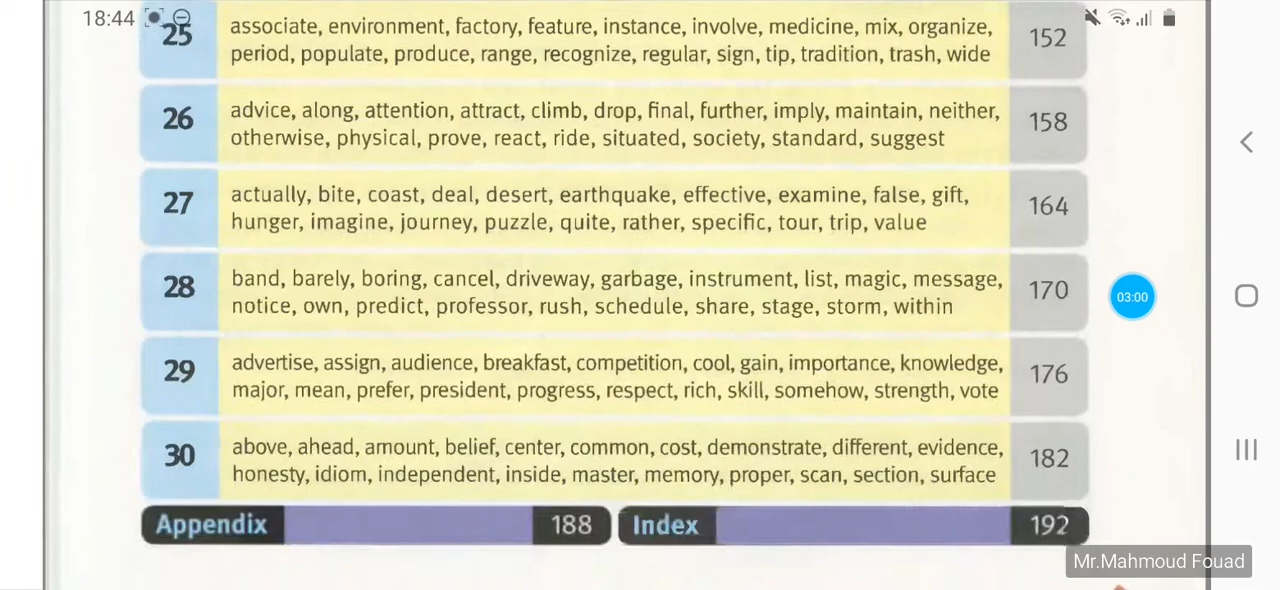 18:44
25
associate, environment, factory, feature, instance, involve, medicine, mix, organize,
period, populate, produce, range, recognize, regular, sign, tip, tradition, trash, wide
152
26
advice, along, attention, attract, climb, drop, final, further, imply, maintain, neither,
otherwise, physical, prove, react, ride, situated, society, standard, suggest
158
27
actually, bite, coast, deal, desert, earthquake, effective, examine, false, gift,
hunger, imagine, journey, puzzle, quite, rather, specific, tour, trip, value
164
28
band, barely, boring, cancel, driveway, garbage, instrument, list, magic, message,
notice, own, predict, professor, rush, schedule, share, stage, storm, within
170
03:00
29
advertise, assign, audience, breakfast, competition, cool, gain, importance, knowledge,
major, mean, prefer, president, progress, respect, rich, skill, somehow, strength, vote
176
30
above, ahead, amount, belief, center, common, cost, demonstrate, different, evidence,
honesty, idiom, independent, inside, master, memory, proper, scan, section, surface
182
Appendix 188 Index 192
Mr.Mahmoud Fouad